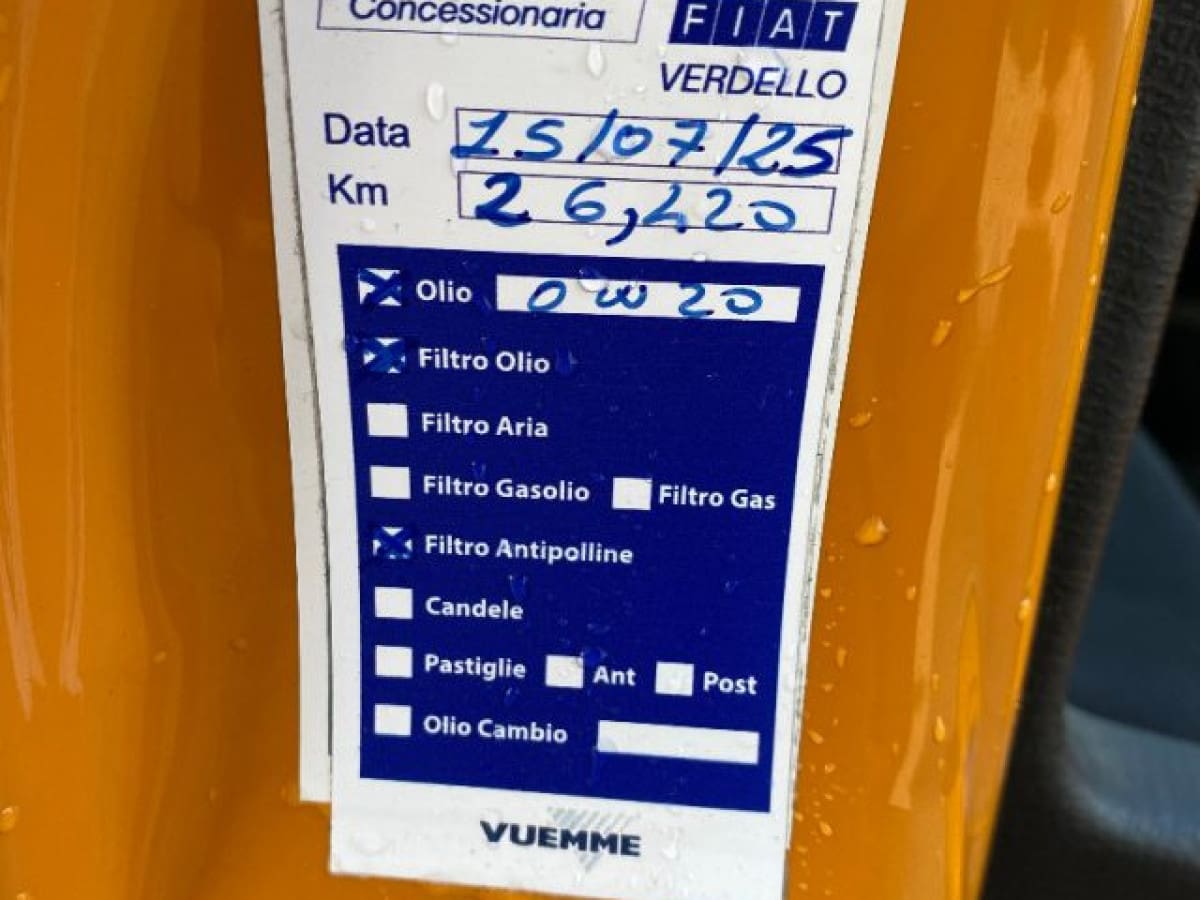 Concessionaria FIAT
VERDELLO
Data 15/07/25
Km 26,220
Olio 0W20
Filtro Olio
Filtro Aria
Filtro Gasolio Filtro Gas
Filtro Antipolline
Candele
Pastiglie Ant Post
Olio Cambio
VUEMME